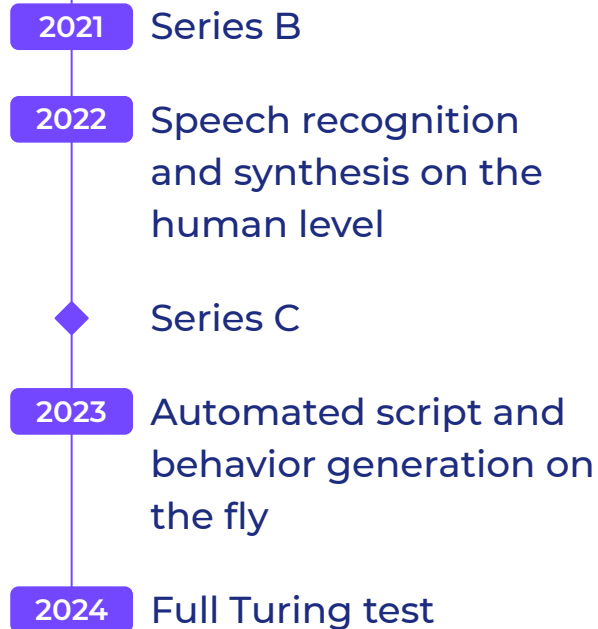 2021 Series B
2022 Speech recognition
and synthesis on the
human level
Series C
2023 Automated script and
behavior generation on
the fly
2024 Full Turing test